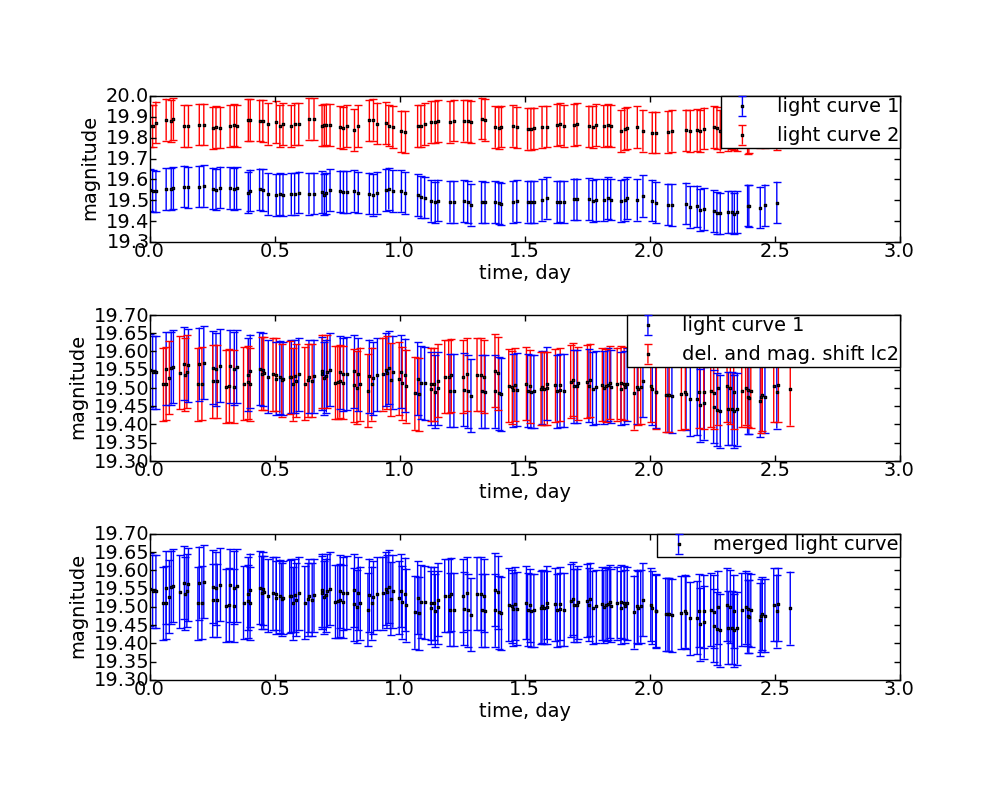 20.0
19.9
19.8
19.7
19.6
19.5
19.4
19.3
magnitude
light curve 1
light curve 2
0.0 0.5 1.0 1.5 2.0 2.5 3.0
time, day
19.70
19.65
19.60
19.55
19.50
19.45
19.40
19.35
19.30
magnitude
light curve 1
del. and mag. shift lc2
0.0 0.5 1.0 1.5 2.0 2.5 3.0
time, day
19.70
19.65
19.60
19.55
19.50
19.45
19.40
19.35
19.30
magnitude
merged light curve
0.0 0.5 1.0 1.5 2.0 2.5 3.0
time, day